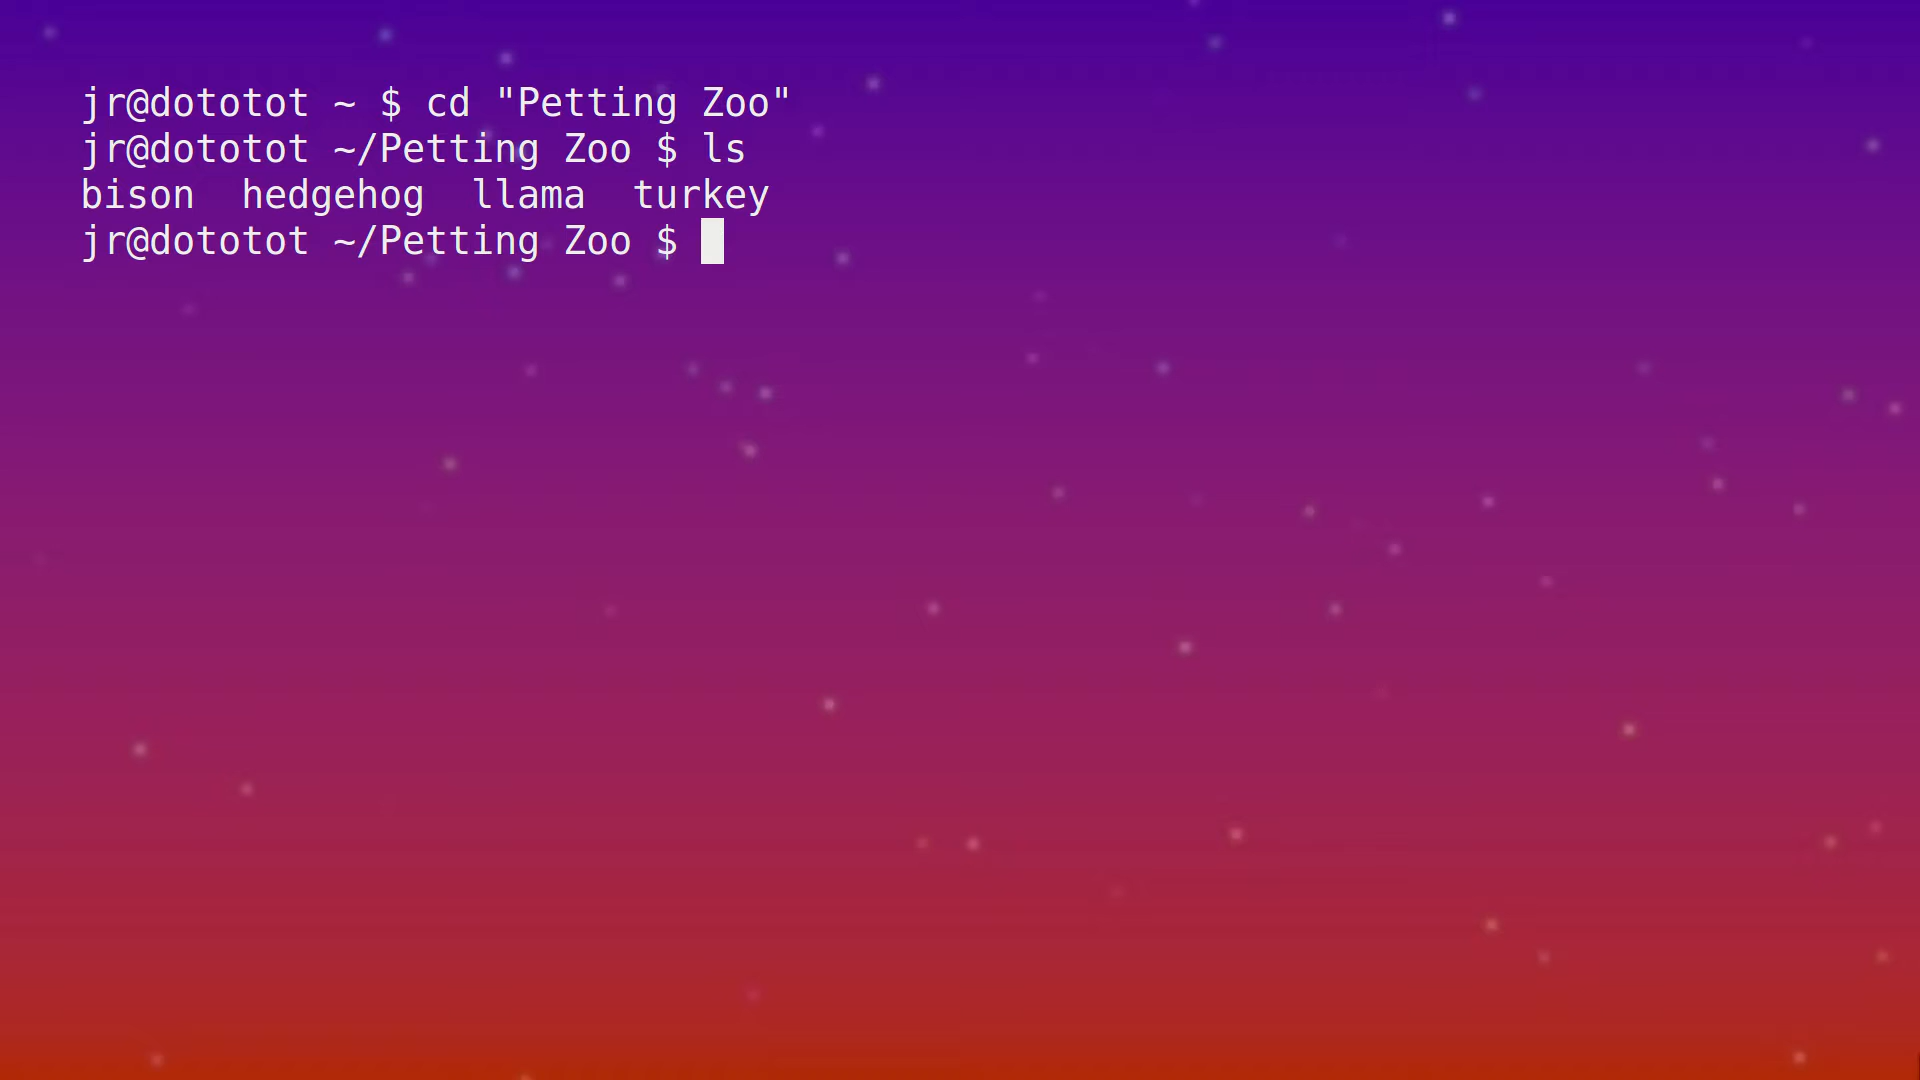 jr@dototot ~ $ cd "Petting Zoo"
jr@dototot ~/Petting Zoo $ ls
bison  hedgehog  llama  turkey
jr@dototot ~/Petting Zoo $